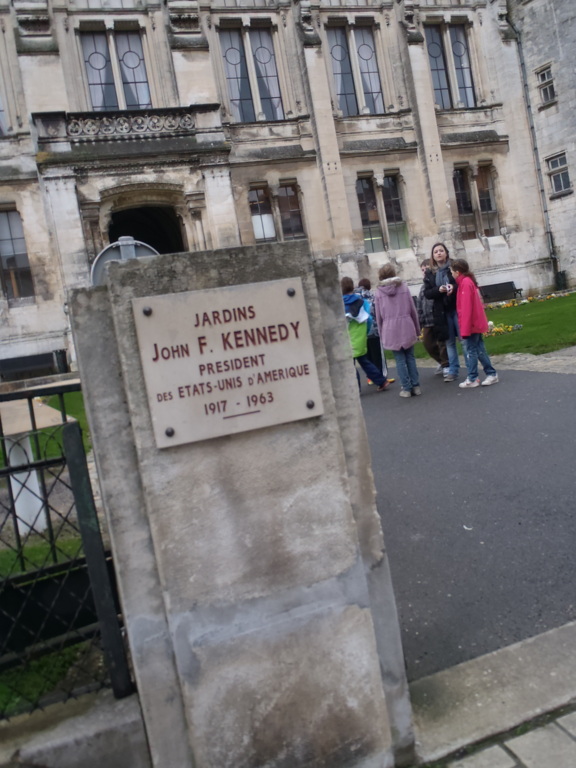 JARDINS
JOHN F. KENNEDY
PRESIDENT
DES ETATS-UNIS D'AMERIQUE
1917 - 1963